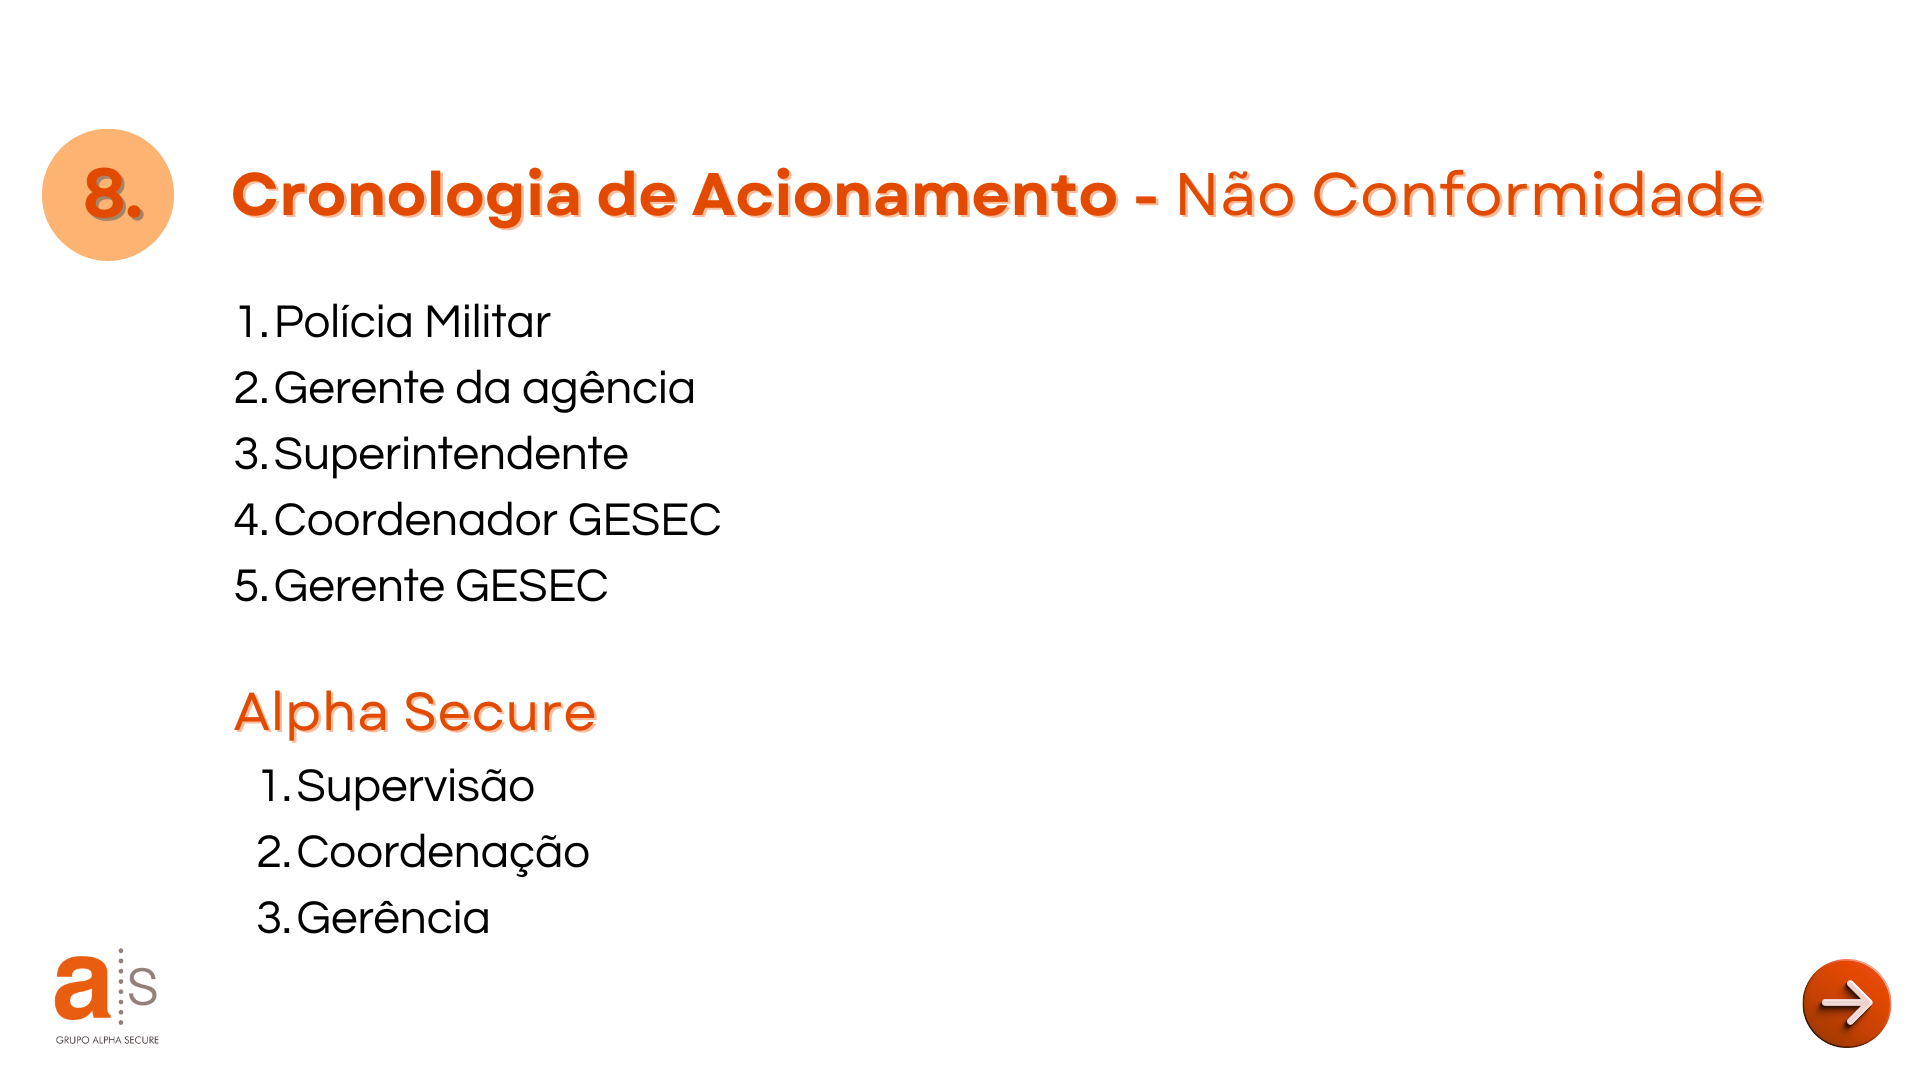 8.
Cronologia de Acionamento - Não Conformidade
1. Polícia Militar
2. Gerente da agência
3. Superintendente
4. Coordenador GESEC
5. Gerente GESEC
Alpha Secure
1. Supervisão
2. Coordenação
3. Gerência
a s
GRUPO ALPHA SECURE